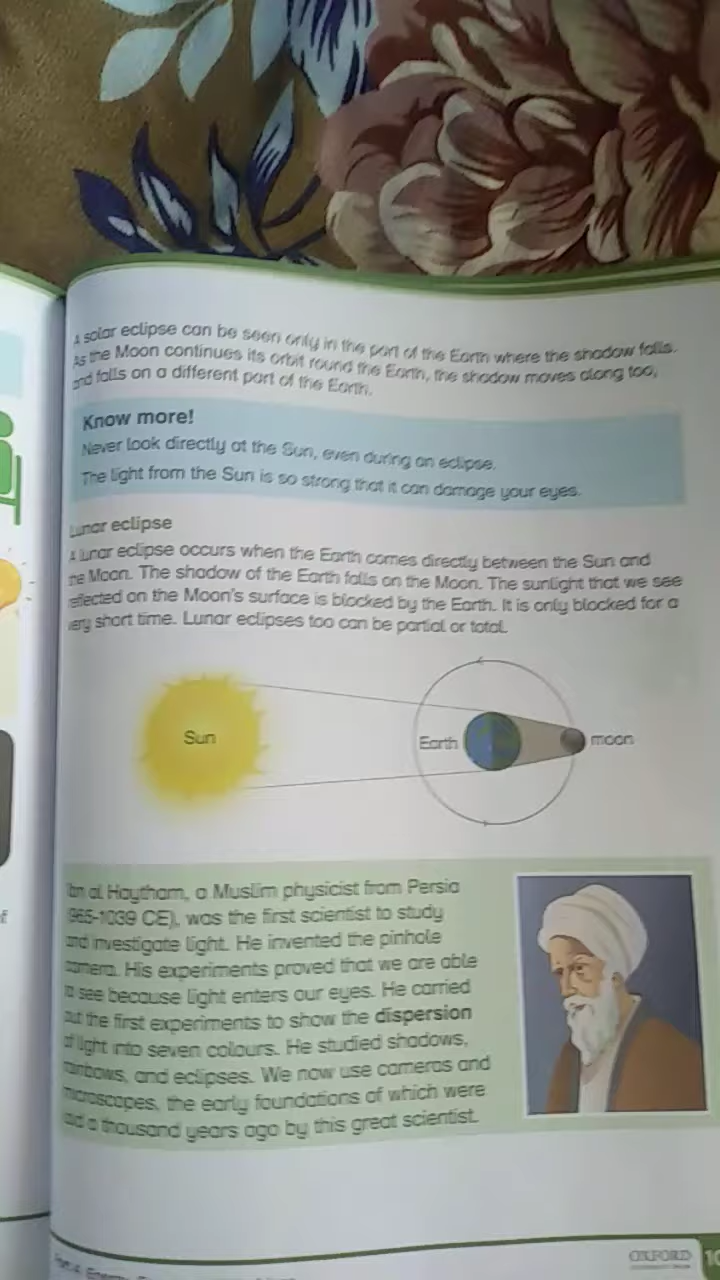 A solar eclipse can be seen only in the part of the Earth where the shadow falls.
As the Moon continues its orbit round the Earth, the shadow moves along too,
and falls on a different part of the Earth.
Know more!
Never look directly at the Sun, even during an eclipse.
The light from the Sun is so strong that it can damage your eyes.
Lunar eclipse
A lunar eclipse occurs when the Earth comes directly between the Sun and
the Moon. The shadow of the Earth falls on the Moon. The sunlight that we see
reflected on the Moon's surface is blocked by the Earth. It is only blocked for a
very short time. Lunar eclipses too can be partial or total.
Sun
Earth
moon
Ibn al Haytham, a Muslim physicist from Persia
(965-1039 CE), was the first scientist to study
and investigate light. He invented the pinhole
camera. His experiments proved that we are able
to see because light enters our eyes. He carried
out the first experiments to show the dispersion
of light into seven colours. He studied shadows,
rainbows, and eclipses. We now use cameras and
microscopes, the early foundations of which were
laid a thousand years ago by this great scientist.
OXFORD